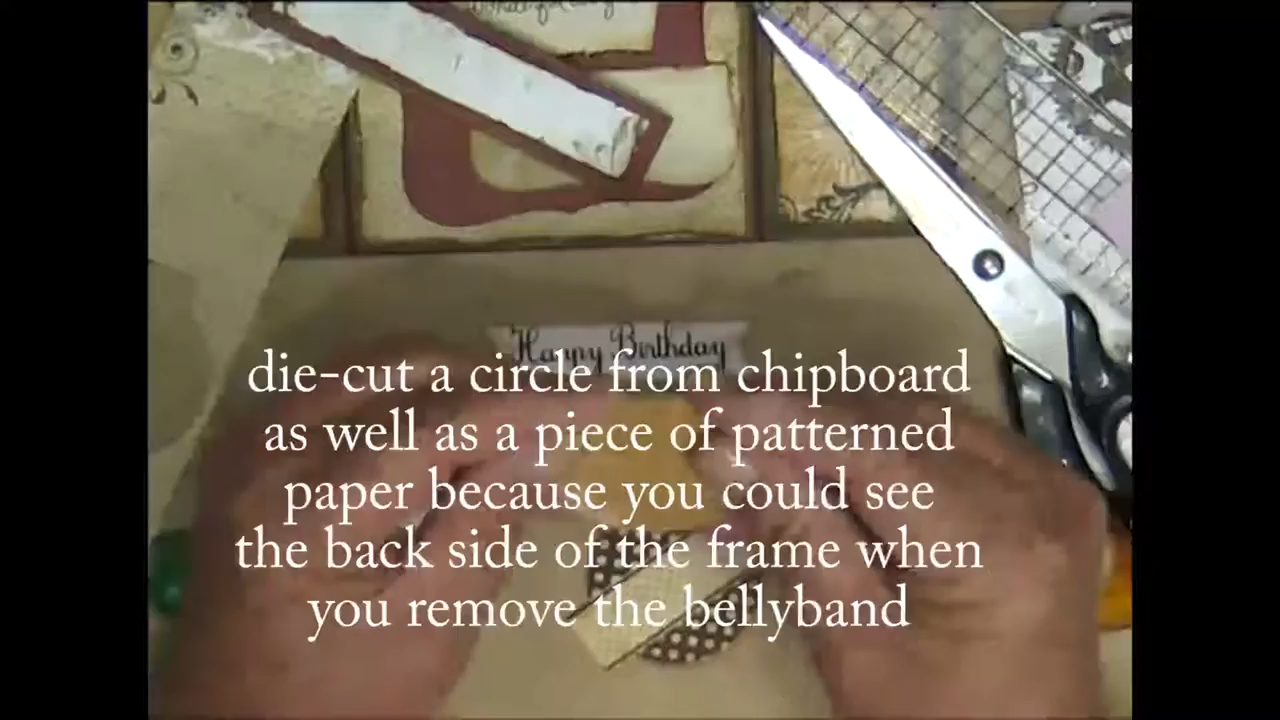 Happy Birthday
die-cut a circle from chipboard
as well as a piece of patterned
paper because you could see
the back side of the frame when
you remove the bellyband